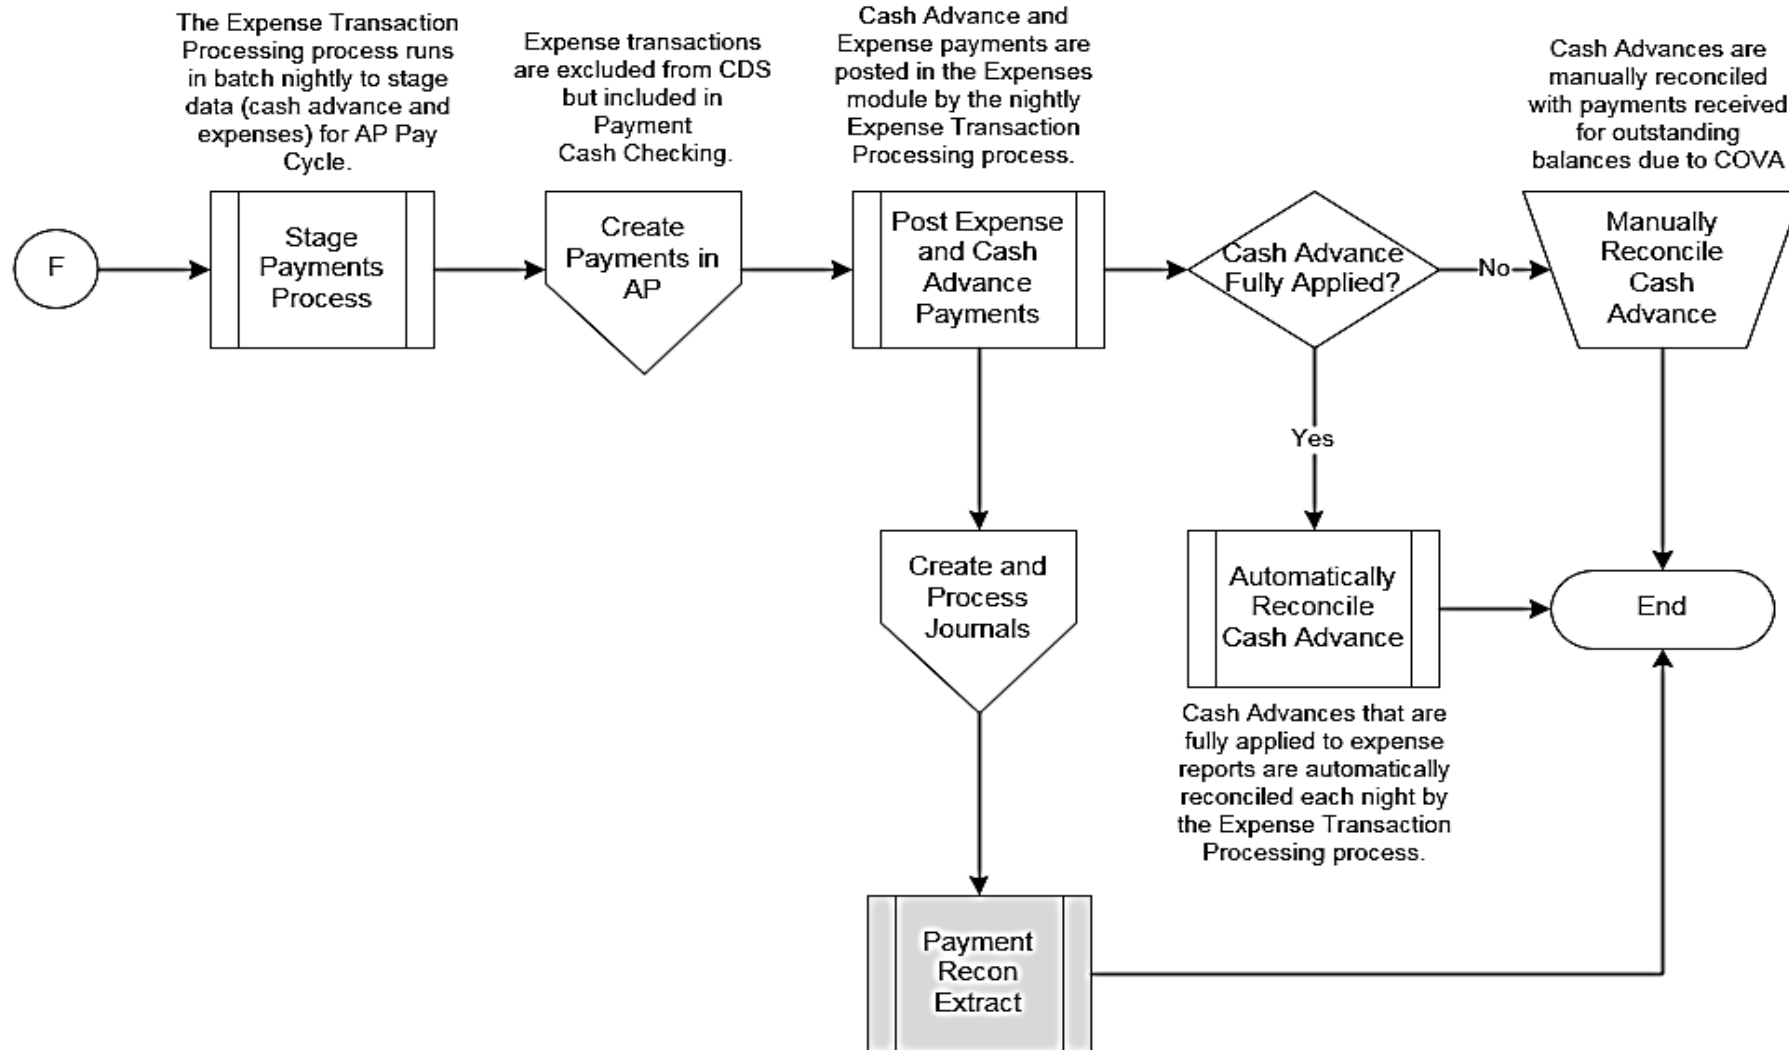 The Expense Transaction
Processing process runs
in batch nightly to stage
data (cash advance and
expenses) for AP Pay
Cycle.
Expense transactions
are excluded from CDS
but included in
Payment
Cash Checking.
Cash Advance and
Expense payments are
posted in the Expenses
module by the nightly
Expense Transaction
Processing process.
Cash Advances are
manually reconciled
with payments received
for outstanding
balances due to COVA
F
Stage
Payments
Process
Create
Payments in
AP
Post Expense
and Cash
Advance
Payments
Cash Advance
Fully Applied?
No
Manually
Reconcile
Cash
Advance
Yes
Create and
Process
Journals
Automatically
Reconcile
Cash Advance
End
Cash Advances that are
fully applied to expense
reports are automatically
reconciled each night by
the Expense Transaction
Processing process.
Payment
Recon
Extract